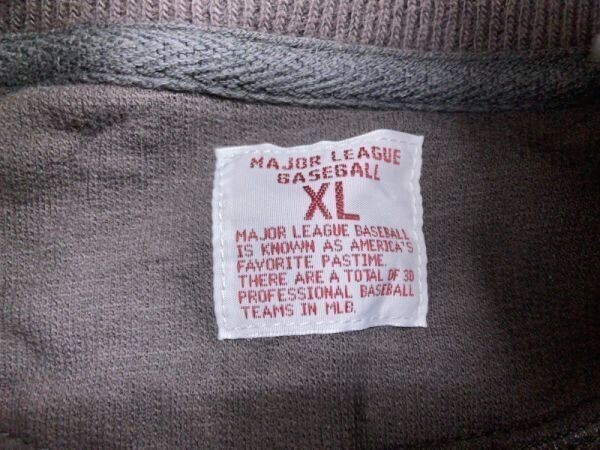 MAJOR LEAGUE
BASEBALL
XL
MAJOR LEAGUE BASEBALL
IS KNOWN AS AMERICA'S
FAVORITE PASTIME.
THERE ARE A TOTAL OF 30
PROFESSIONAL BASEBALL
TEAMS IN MLB.